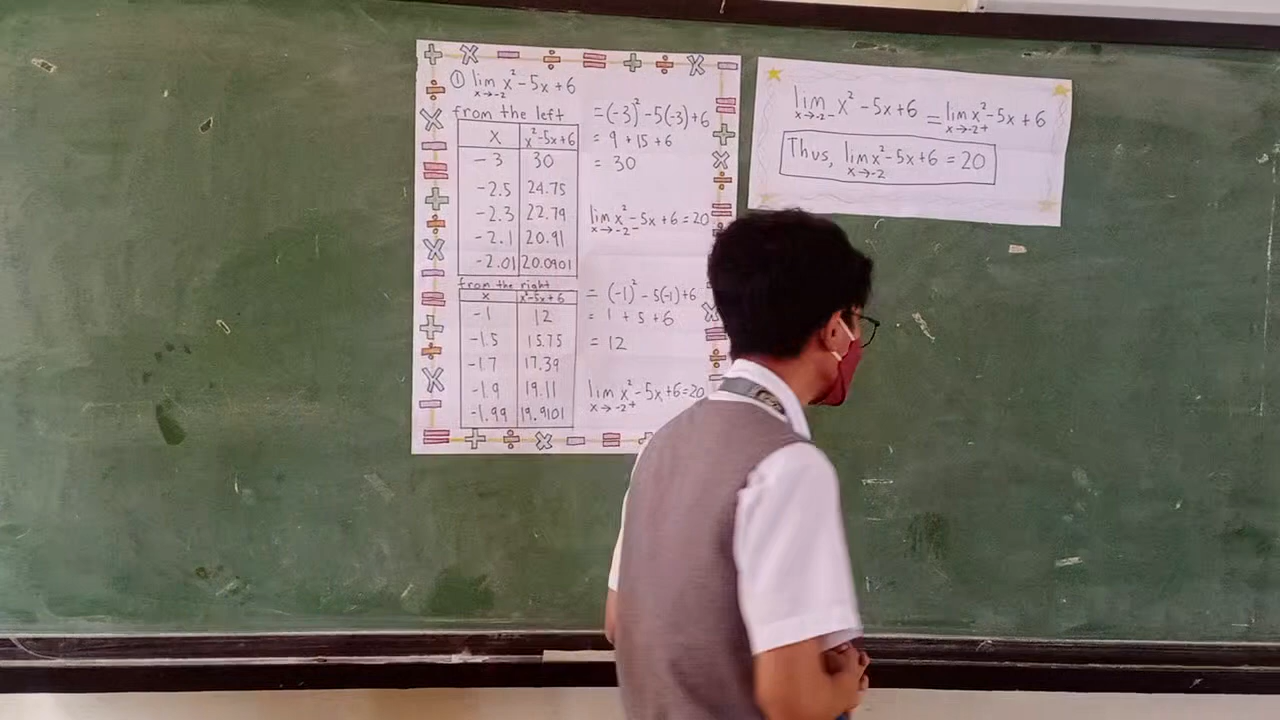 ① lim x² - 5x + 6
x→-2
from the left
x x²-5x+6
-3 30
-2.5 24.75
-2.3 22.79
-2.1 20.91
-2.01 20.0901
= (-3)² - 5(-3) + 6
= 9 + 15 + 6
= 30
lim x² - 5x + 6 = 20
x→-2-
from the right
x x²-5x+6
-1 12
-1.5 15.75
-1.7 17.39
-1.9 19.11
-1.99 19.9101
= (-1)² - 5(-1) + 6
= 1 + 5 + 6
= 12
lim x² - 5x + 6 = 20
x→-2+
lim x² - 5x + 6 = lim x² - 5x + 6
x→-2- x→-2+
Thus, lim x² - 5x + 6 = 20
x→-2